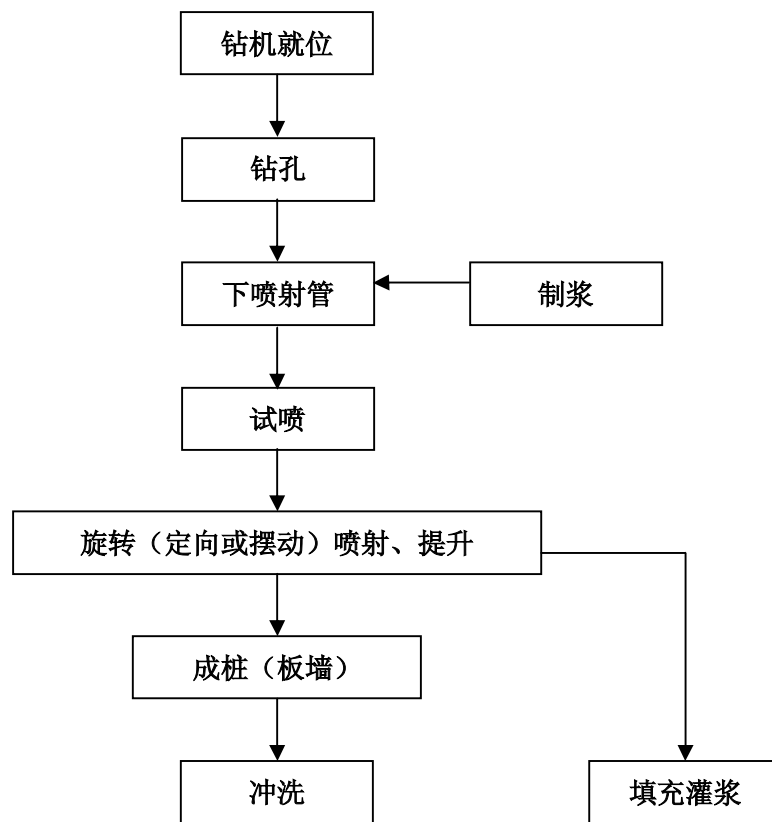 钻机就位
钻孔
下喷射管
制浆
试喷
旋转（定向或摆动）喷射、提升
成桩（板墙）
冲洗
填充灌浆